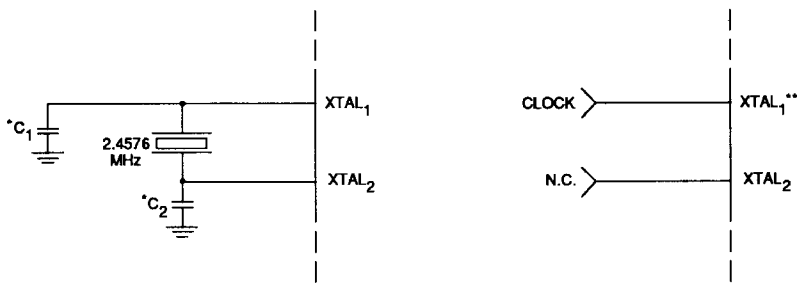 XTAL1
*C1
2.4576
MHz
XTAL2
*C2
CLOCK
XTAL1**
N.C.
XTAL2